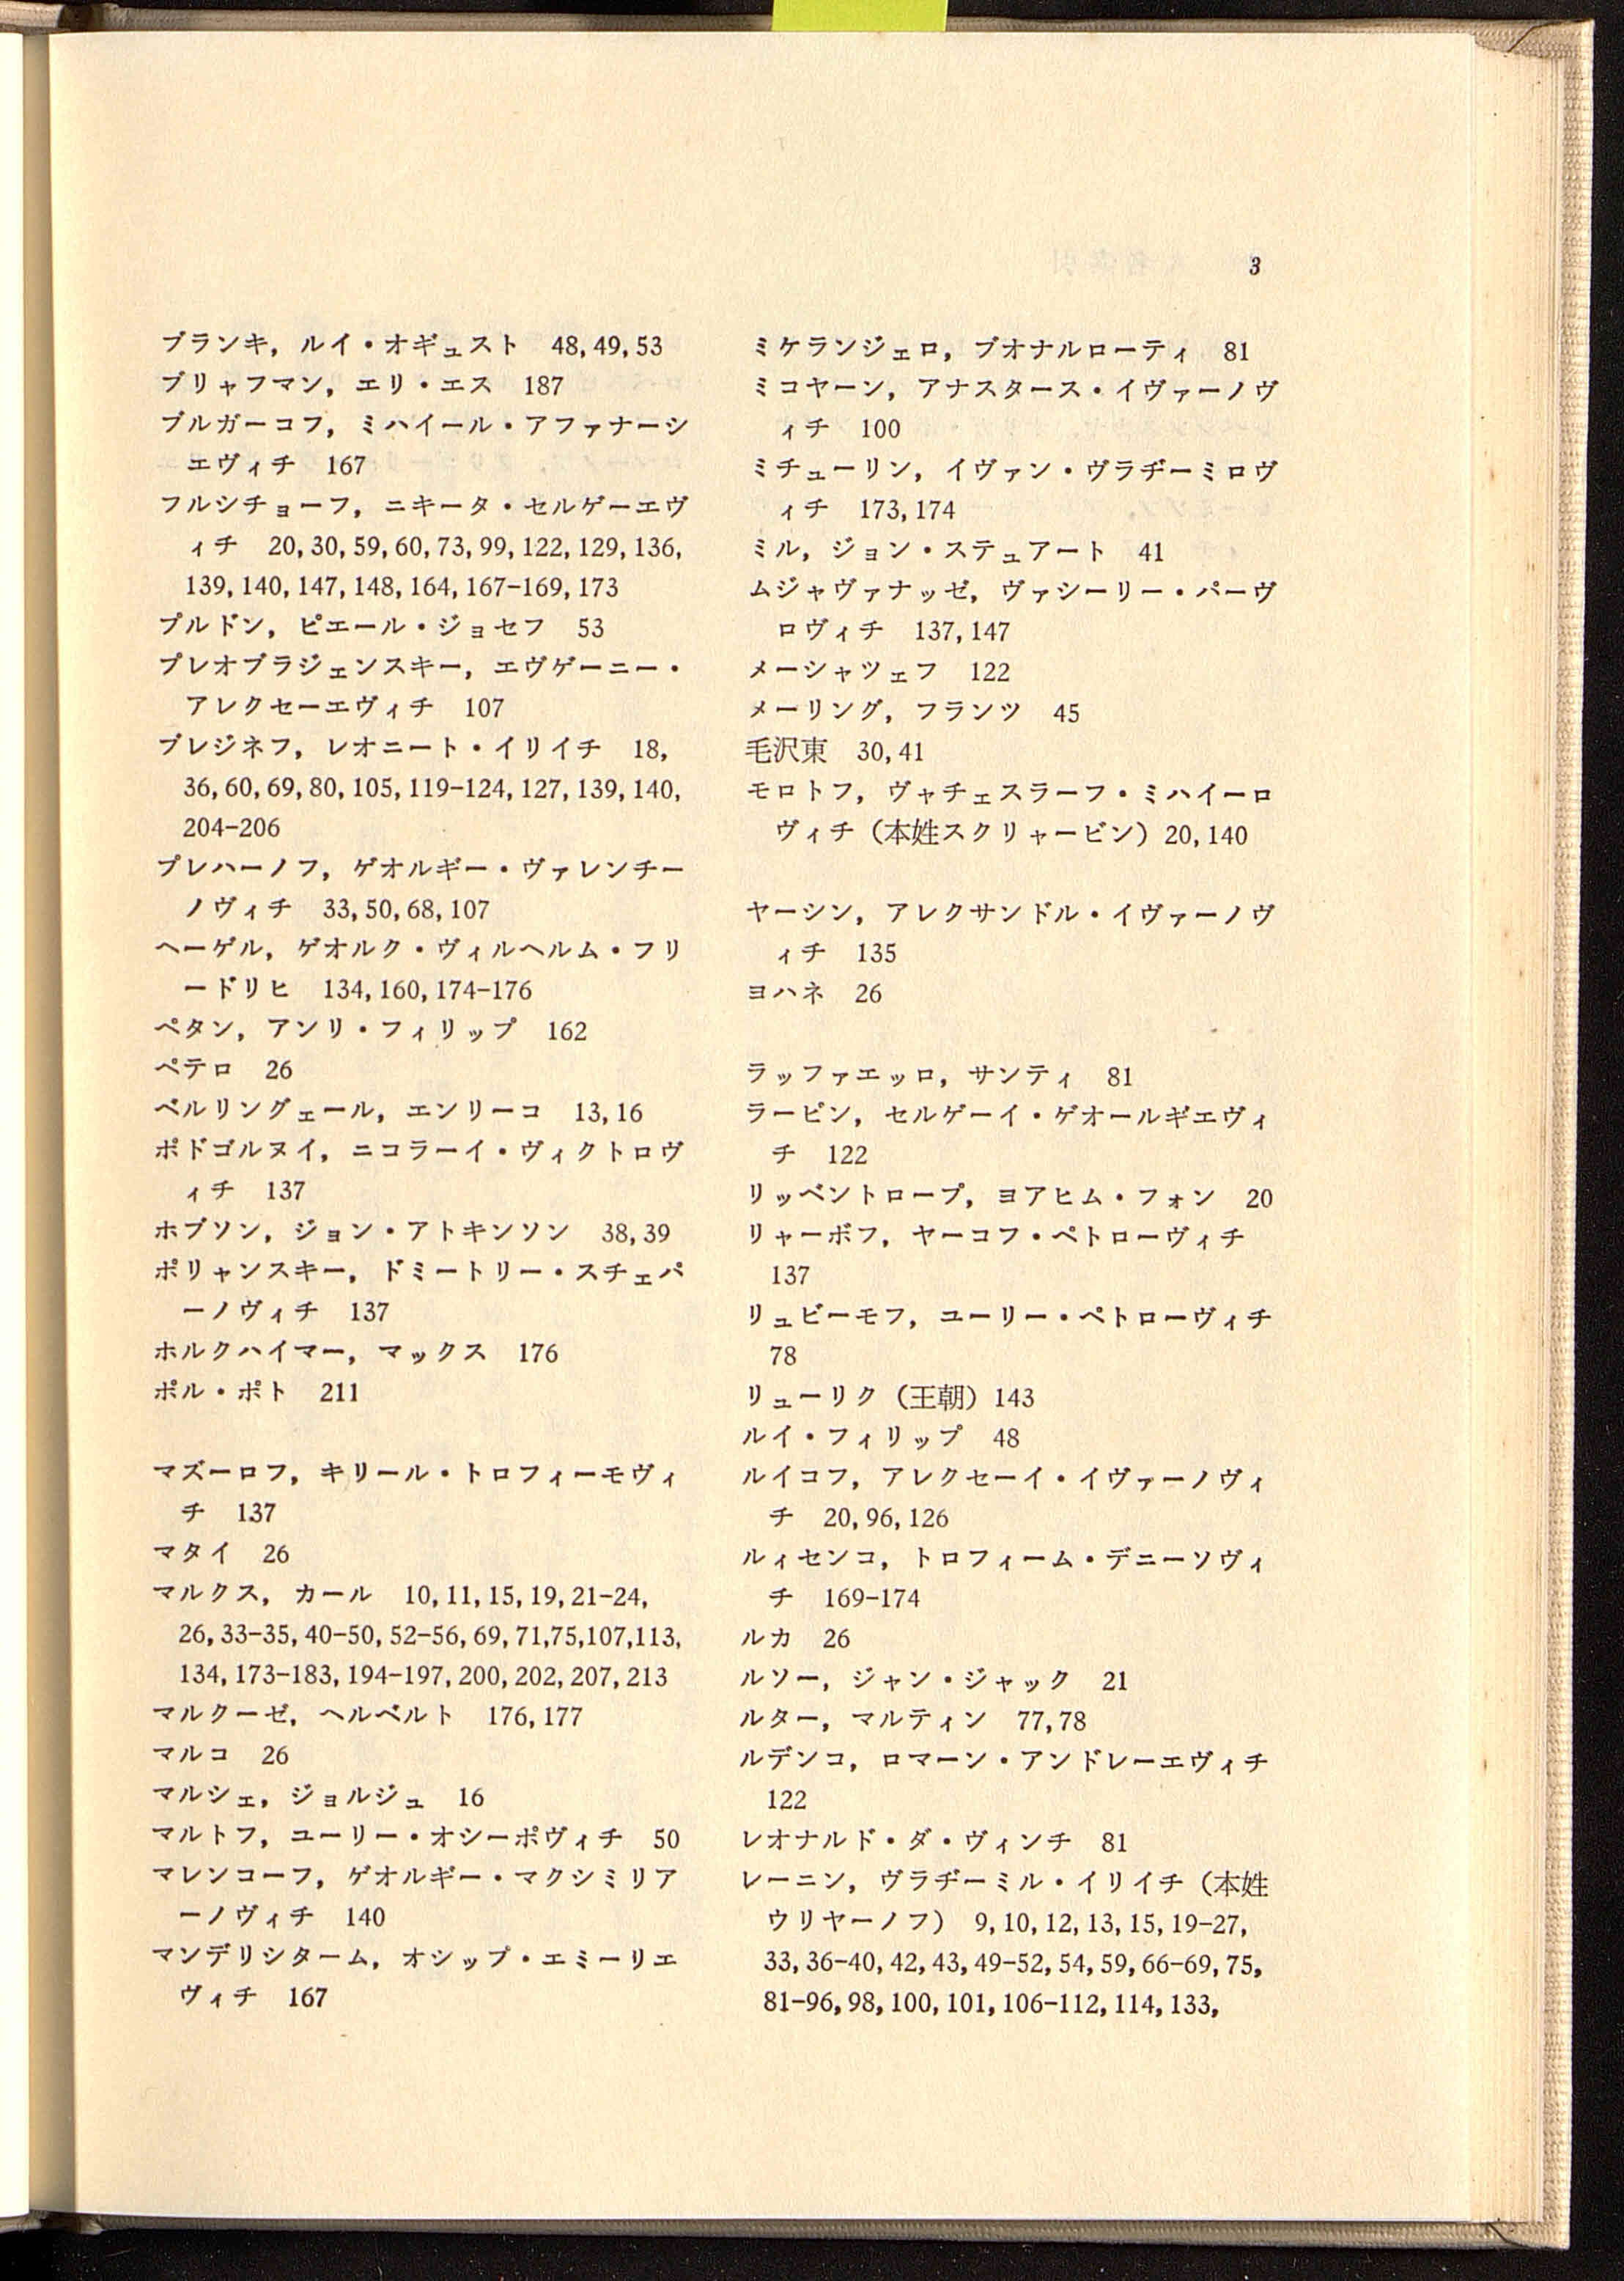 3
ブランキ，ルイ・オギュスト　48, 49, 53
ブリャフマン，エリ・エス　187
ブルガーコフ，ミハイール・アファナーシ
エヴィチ　167
フルシチョーフ，ニキータ・セルゲーエヴ
ィチ　20, 30, 59, 60, 73, 99, 122, 129, 136,
139, 140, 147, 148, 164, 167-169, 173
プルドン，ピエール・ジョセフ　53
プレオブラジェンスキー，エヴゲーニー・
アレクセーエヴィチ　107
ブレジネフ，レオニート・イリイチ　18,
36, 60, 69, 80, 105, 119-124, 127, 139, 140,
204-206
プレハーノフ，ゲオルギー・ヴァレンチー
ノヴィチ　33, 50, 68, 107
ヘーゲル，ゲオルク・ヴィルヘルム・フリ
ードリヒ　134, 160, 174-176
ペタン，アンリ・フィリップ　162
ペテロ　26
ベルリングェール，エンリーコ　13, 16
ポドゴルヌイ，ニコラーイ・ヴィクトロヴ
ィチ　137
ホブソン，ジョン・アトキンソン　38, 39
ポリャンスキー，ドミートリー・スチェパ
ーノヴィチ　137
ホルクハイマー，マックス　176
ポル・ポト　211
マズーロフ，キリール・トロフィーモヴィ
チ　137
マタイ　26
マルクス，カール　10, 11, 15, 19, 21-24,
26, 33-35, 40-50, 52-56, 69, 71,75,107,113,
134, 173-183, 194-197, 200, 202, 207, 213
マルクーゼ，ヘルベルト　176, 177
マルコ　26
マルシェ，ジョルジュ　16
マルトフ，ユーリー・オシーポヴィチ　50
マレンコーフ，ゲオルギー・マクシミリア
ーノヴィチ　140
マンデリシターム，オシップ・エミーリエ
ヴィチ　167
ミケランジェロ，ブオナルローティ　81
ミコヤーン，アナスタース・イヴァーノヴ
ィチ　100
ミチューリン，イヴァン・ヴラヂーミロヴ
ィチ　173, 174
ミル，ジョン・ステュアート　41
ムジャヴァナッゼ，ヴァシーリー・パーヴ
ロヴィチ　137, 147
メーシャツェフ　122
メーリング，フランツ　45
毛沢東　30, 41
モロトフ，ヴャチェスラーフ・ミハイーロ
ヴィチ（本姓スクリャービン）20, 140
ヤーシン，アレクサンドル・イヴァーノヴ
ィチ　135
ヨハネ　26
ラッファエッロ，サンティ　81
ラーピン，セルゲーイ・ゲオールギエヴィ
チ　122
リッベントロープ，ヨアヒム・フォン　20
リャーボフ，ヤーコフ・ペトローヴィチ
137
リュビーモフ，ユーリー・ペトローヴィチ
78
リューリク（王朝）143
ルイ・フィリップ　48
ルイコフ，アレクセーイ・イヴァーノヴィ
チ　20, 96, 126
ルィセンコ，トロフィーム・デニーソヴィ
チ　169-174
ルカ　26
ルソー，ジャン・ジャック　21
ルター，マルティン　77, 78
ルデンコ，ロマーン・アンドレーエヴィチ
122
レオナルド・ダ・ヴィンチ　81
レーニン，ヴラヂーミル・イリイチ（本姓
ウリヤーノフ）　9, 10, 12, 13, 15, 19-27,
33, 36-40, 42, 43, 49-52, 54, 59, 66-69, 75,
81-96, 98, 100, 101, 106-112, 114, 133,